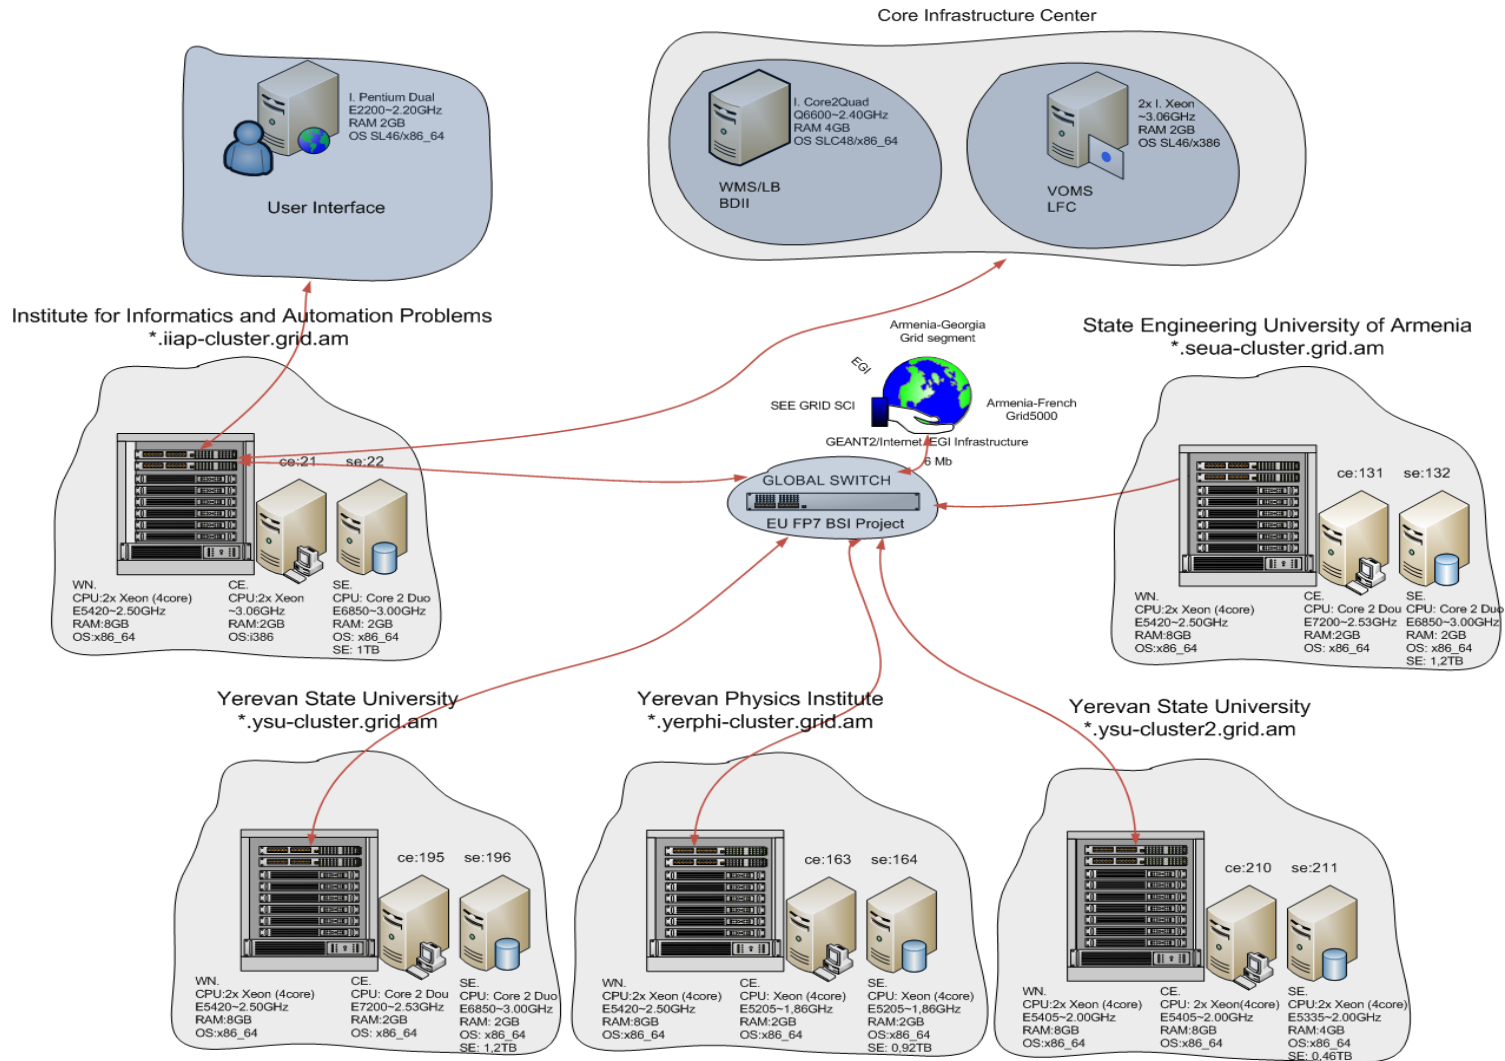 Core Infrastructure Center
I. Pentium Dual
E2200~2.20GHz
RAM 2GB
OS SL46/x86_64
User Interface
I. Core2Quad
Q6600~2.40GHz
RAM 4GB
OS SLC48/x86_64
WMS/LB
BDII
2x I. Xeon
~3.06GHz
RAM 2GB
OS SL46/x386
VOMS
LFC
Institute for Informatics and Automation Problems
*.iiap-cluster.grid.am
Armenia-Georgia
Grid segment
EGI
SEE GRID SCI
Armenia-French
Grid5000
GEANT2/Internet/EGI Infrastructure
6 Mb
GLOBAL SWITCH
EU FP7 BSI Project
State Engineering University of Armenia
*.seua-cluster.grid.am
ce:21
se:22
WN.
CPU:2x Xeon (4core)
E5420~2.50GHz
RAM:8GB
OS:x86_64
CE.
CPU:2x Xeon
~3.06GHz
RAM:2GB
OS:i386
SE.
CPU: Core 2 Duo
E6850~3.00GHz
RAM: 2GB
OS: x86_64
SE: 1TB
ce:131
se:132
WN.
CPU:2x Xeon (4core)
E5420~2.50GHz
RAM:8GB
OS:x86_64
CE.
CPU: Core 2 Dou
E7200~2.53GHz
RAM:2GB
OS: x86_64
SE.
CPU: Core 2 Duo
E6850~3.00GHz
RAM: 2GB
OS: x86_64
SE: 1,2TB
Yerevan State University
*.ysu-cluster.grid.am
Yerevan Physics Institute
*.yerphi-cluster.grid.am
Yerevan State University
*.ysu-cluster2.grid.am
ce:195
se:196
WN.
CPU:2x Xeon (4core)
E5420~2.50GHz
RAM:8GB
OS:x86_64
CE.
CPU: Core 2 Dou
E7200~2.53GHz
RAM:2GB
OS: x86_64
SE.
CPU: Core 2 Duo
E6850~3.00GHz
RAM: 2GB
OS: x86_64
SE: 1,2TB
ce:163
se:164
WN.
CPU:2x Xeon (4core)
E5420~2.50GHz
RAM:8GB
OS:x86_64
CE.
CPU: Xeon (4core)
E5205~1,86GHz
RAM:2GB
OS:x86_64
SE.
CPU: Xeon (4core)
E5205~1,86GHz
RAM: 2GB
OS:x86_64
SE: 0,92TB
ce:210
se:211
WN.
CPU:2x Xeon (4core)
E5405~2.00GHz
RAM:8GB
OS:x86_64
CE.
CPU: 2x Xeon(4core)
E5405~2.00GHz
RAM:8GB
OS:x86_64
SE.
CPU:2x Xeon (4core)
E5335~2.00GHz
RAM:4GB
OS:x86_64
SE: 0,46TB